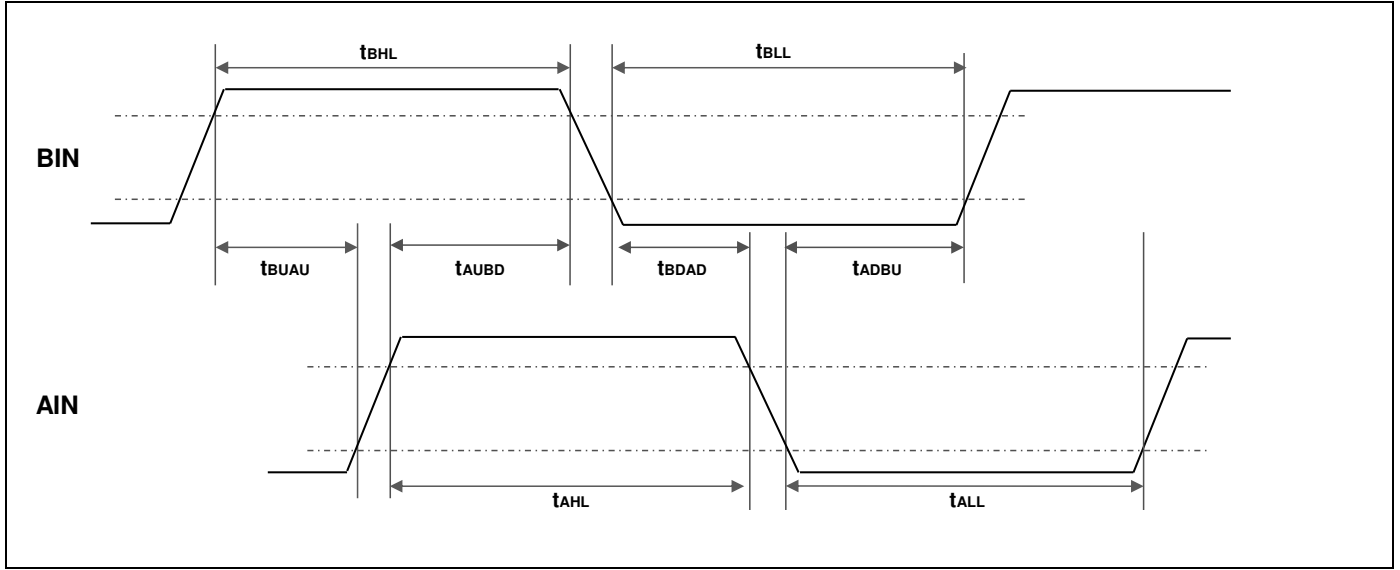 tBHL
tBLL
BIN
tBUAU
tAUBD
tBDAD
tADBU
AIN
tAHL
tALL